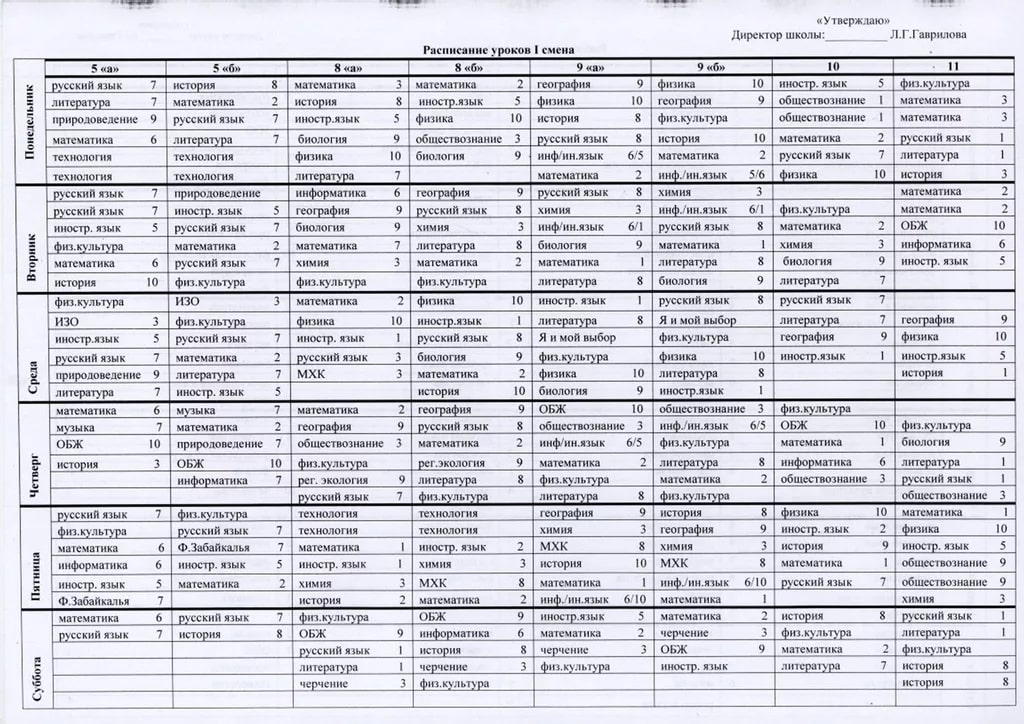 «Утверждаю»
Директор школы:__________ Л.Г.Гаврилова
Расписание уроков I смена
5 «а» 5 «б» 8 «а» 8 «б» 9 «а» 9 «б» 10 11
Понедельник
русский язык 7 история 8 математика 3 математика 2 география 9 физика 10 иностр. язык 5 физ.культура
литература 7 математика 2 история 8 иностр.язык 5 физика 10 география 9 обществознание 1 математика 3
природоведение 9 русский язык 7 иностр.язык 5 физика 10 история 8 физ.культура обществознание 1 математика 3
математика 6 литература 7 биология 9 обществознание 3 русский язык 8 история 10 математика 2 русский язык 1
технология технология физика 10 биология 9 инф/ин.язык 6/5 математика 2 русский язык 7 литература 1
технология технология литература 7 математика 2 инф./ин.язык 5/6 физика 10 история 3
Вторник
русский язык 7 природоведение информатика 6 география 9 русский язык 8 химия 3 математика 2
русский язык 7 иностр. язык 5 география 9 русский язык 8 химия 3 инф./ин.язык 6/1 физ.культура математика 2
иностр. язык 5 русский язык 7 биология 9 химия 3 инф/ин.язык 6/1 русский язык 8 математика 2 ОБЖ 10
физ.культура математика 2 математика 7 литература 8 биология 9 математика 1 химия 3 информатика 6
математика 6 русский язык 7 химия 3 математика 2 математика 1 литература 8 биология 9 иностр. язык 5
история 10 физ.культура физ.культура физ.культура литература 8 биология 9 литература 7
Среда
физ.культура ИЗО 3 математика 2 физика 10 иностр. язык 1 русский язык 8 русский язык 7
ИЗО 3 физ.культура физика 10 иностр.язык 1 литература 8 Я и мой выбор литература 7 география 9
иностр.язык 5 русский язык 7 иностр. язык 1 русский язык 8 Я и мой выбор физ.культура география 9 физика 10
русский язык 7 математика 2 русский язык 3 биология 9 физ.культура физика 10 иностр.язык 1 иностр.язык 5
природоведение 9 литература 7 МХК 3 математика 2 физика 10 литература 8 история 1
литература 7 иностр. язык 5 история 10 биология 9 иностр.язык 1
Четверг
математика 6 музыка 7 математика 2 география 9 ОБЖ 10 обществознание 3 физ.культура
музыка 7 математика 2 география 9 русский язык 8 обществознание 3 инф./ин.язык 6/5 ОБЖ 10 физ.культура
ОБЖ 10 природоведение 7 обществознание 3 математика 2 инф/ин.язык 6/5 физ.культура математика 1 биология 9
история 3 ОБЖ 10 физ.культура рег.экология 9 математика 2 литература 8 информатика 6 литература 1
информатика 7 рег. экология 9 литература 8 физ.культура математика 2 обществознание 3 русский язык 1
русский язык 7 физ.культура литература 8 физ.культура обществознание 3
Пятница
русский язык 7 физ.культура технология технология география 9 история 8 физика 10 математика 1
физ.культура русский язык 7 технология технология химия 3 география 9 иностр. язык 2 физика 10
математика 6 Ф.Забайкалья 7 математика 1 иностр. язык 2 МХК 8 химия 3 история 9 иностр. язык 5
информатика 6 иностр. язык 5 иностр. язык 1 химия 3 история 10 МХК 8 математика 1 обществознание 9
иностр. язык 5 математика 2 химия 3 МХК 8 математика 1 инф./ин.язык 6/10 русский язык 7 обществознание 9
Ф.Забайкалья 7 история 2 математика 2 инф./ин.язык 6/10 математика 1 химия 3
Суббота
математика 6 русский язык 7 физ.культура ОБЖ 9 иностр.язык 5 математика 2 история 8 русский язык 1
русский язык 7 история 8 ОБЖ 9 информатика 6 математика 2 черчение 3 физ.культура литература 1
русский язык 1 история 8 черчение 3 ОБЖ 9 математика 2 физ.культура
литература 1 черчение 3 физ.культура иностр. язык литература 7 история 8
черчение 3 физ.культура история 8